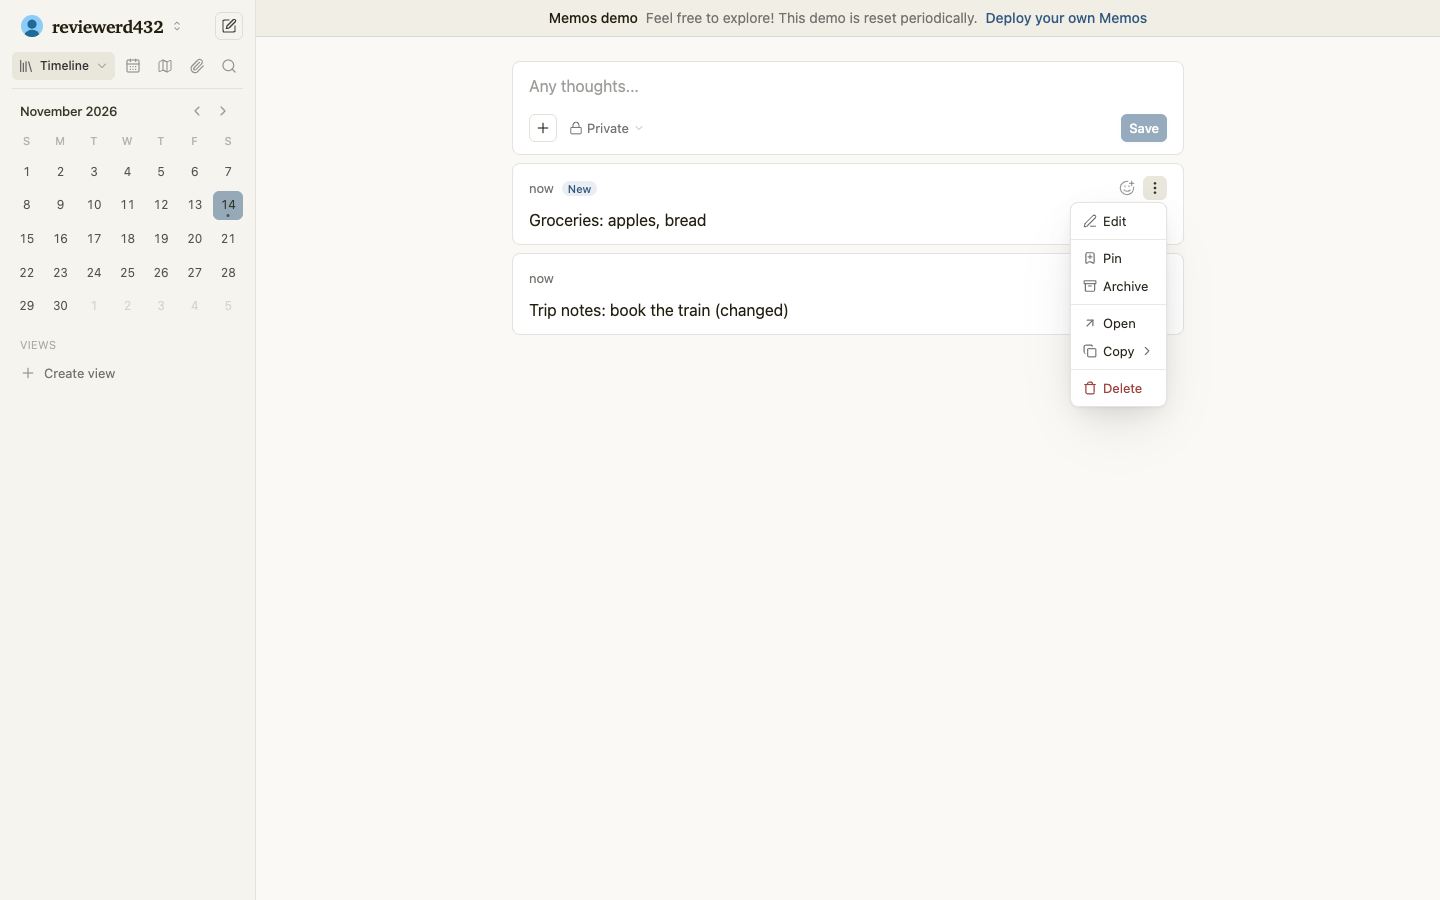 Memos demo Feel free to explore! This demo is reset periodically. Deploy your own Memos
reviewerd432
Timeline
November 2026
S M T W T F S
1 2 3 4 5 6 7
8 9 10 11 12 13 14
15 16 17 18 19 20 21
22 23 24 25 26 27 28
29 30 1 2 3 4 5
VIEWS
Create view
Any thoughts...
Private
Save
now New
Groceries: apples, bread
now
Trip notes: book the train (changed)
Edit
Pin
Archive
Open
Copy
Delete